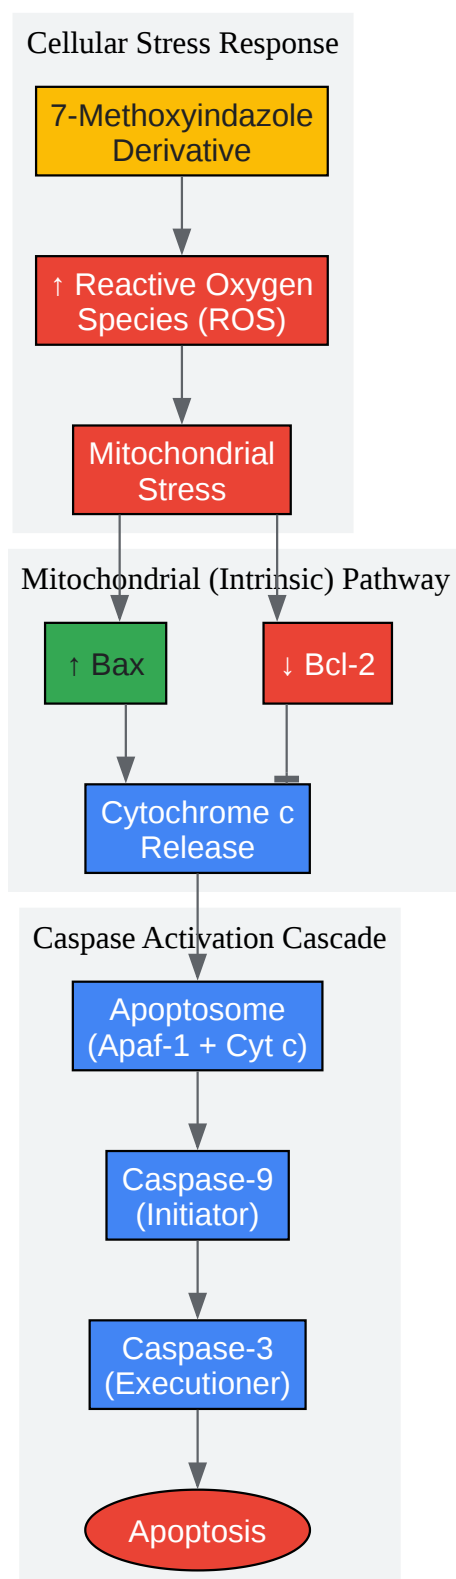 Cellular Stress Response
7-Methoxyindazole
Derivative
↑ Reactive Oxygen
Species (ROS)
Mitochondrial
Stress
Mitochondrial (Intrinsic) Pathway
↑ Bax
↓ Bcl-2
Cytochrome c
Release
Caspase Activation Cascade
Apoptosome
(Apaf-1 + Cyt c)
Caspase-9
(Initiator)
Caspase-3
(Executioner)
Apoptosis